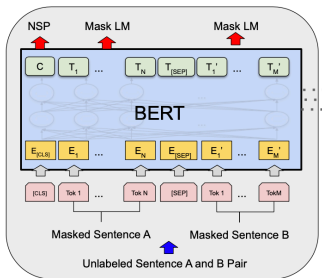 NSP Mask LM Mask LM
C T1 ... TN T[SEP] T1' ... TM'
BERT
E[CLS] E1 ... EN E[SEP] E1' ... EM'
[CLS] Tok 1 ... Tok N [SEP] Tok 1 ... TokM
Masked Sentence A Masked Sentence B
Unlabeled Sentence A and B Pair